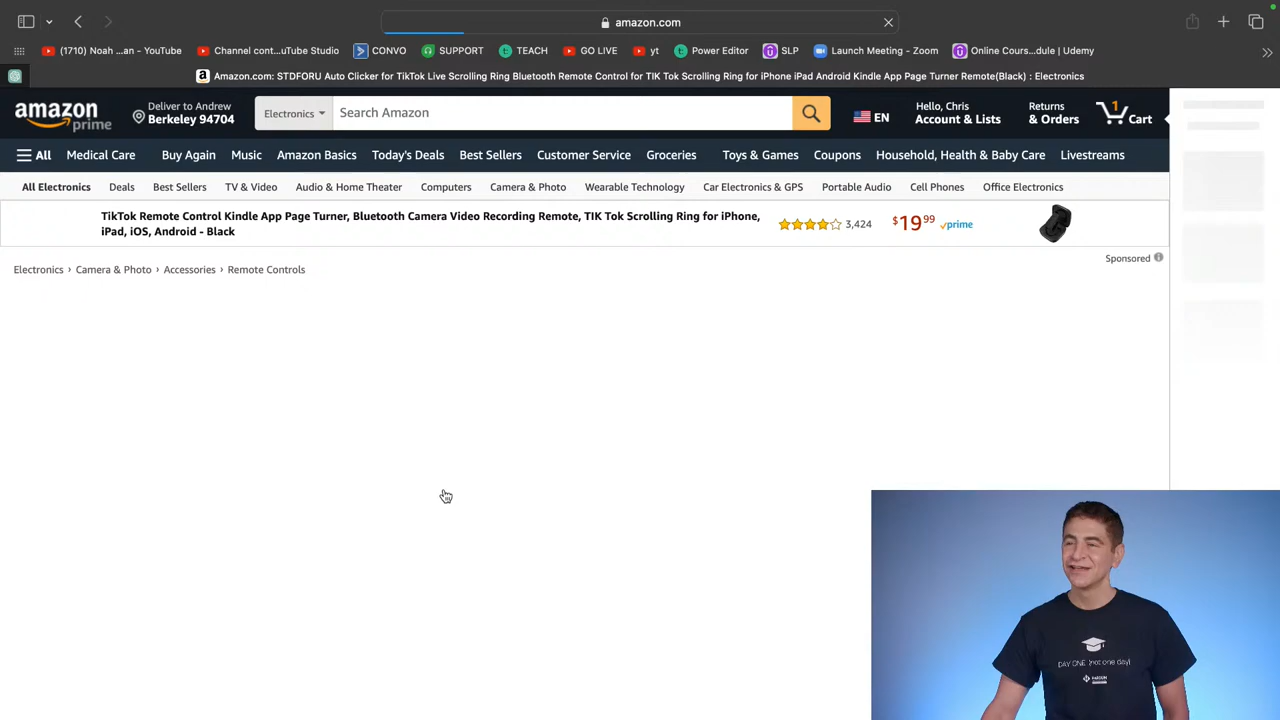 amazon.com
(1710) Noah ...an - YouTube
Channel cont...uTube Studio
CONVO
SUPPORT
TEACH
GO LIVE
yt
Power Editor
SLP
Launch Meeting - Zoom
Online Cours...dule | Udemy
Amazon.com: STDFORU Auto Clicker for TikTok Live Scrolling Ring Bluetooth Remote Control for TIK Tok Scrolling Ring for iPhone iPad Android Kindle App Page Turner Remote(Black) : Electronics
amazon
prime
Deliver to Andrew
Berkeley 94704
Electronics
Search Amazon
EN
Hello, Chris
Account & Lists
Returns
& Orders
1
Cart
All
Medical Care
Buy Again
Music
Amazon Basics
Today's Deals
Best Sellers
Customer Service
Groceries
Toys & Games
Coupons
Household, Health & Baby Care
Livestreams
All Electronics
Deals
Best Sellers
TV & Video
Audio & Home Theater
Computers
Camera & Photo
Wearable Technology
Car Electronics & GPS
Portable Audio
Cell Phones
Office Electronics
TikTok Remote Control Kindle App Page Turner, Bluetooth Camera Video Recording Remote, TIK Tok Scrolling Ring for iPhone,
iPad, iOS, Android - Black
3,424
$19 99
prime
Sponsored
Electronics › Camera & Photo › Accessories › Remote Controls
DAY ONE (not one day)